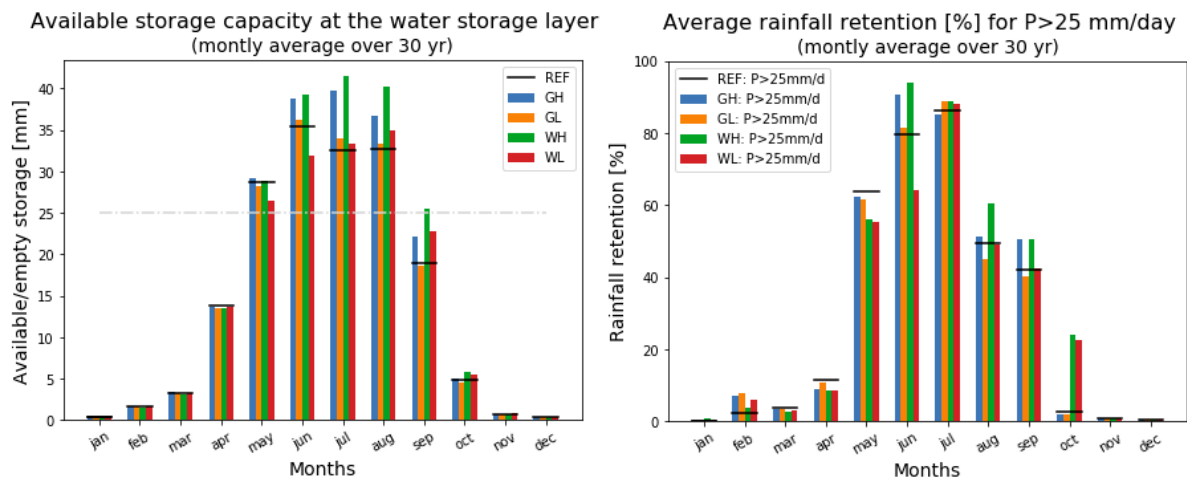 Available storage capacity at the water storage layer
(montly average over 30 yr)
Available/empty storage [mm]
40
35
30
25
20
15
10
5
0
REF
GH
GL
WH
WL
jan feb mar apr may jun jul aug sep oct nov dec
Months
Average rainfall retention [%] for P>25 mm/day
(montly average over 30 yr)
Rainfall retention [%]
100
80
60
40
20
0
REF: P>25mm/d
GH: P>25mm/d
GL: P>25mm/d
WH: P>25mm/d
WL: P>25mm/d
jan feb mar apr may jun jul aug sep oct nov dec
Months